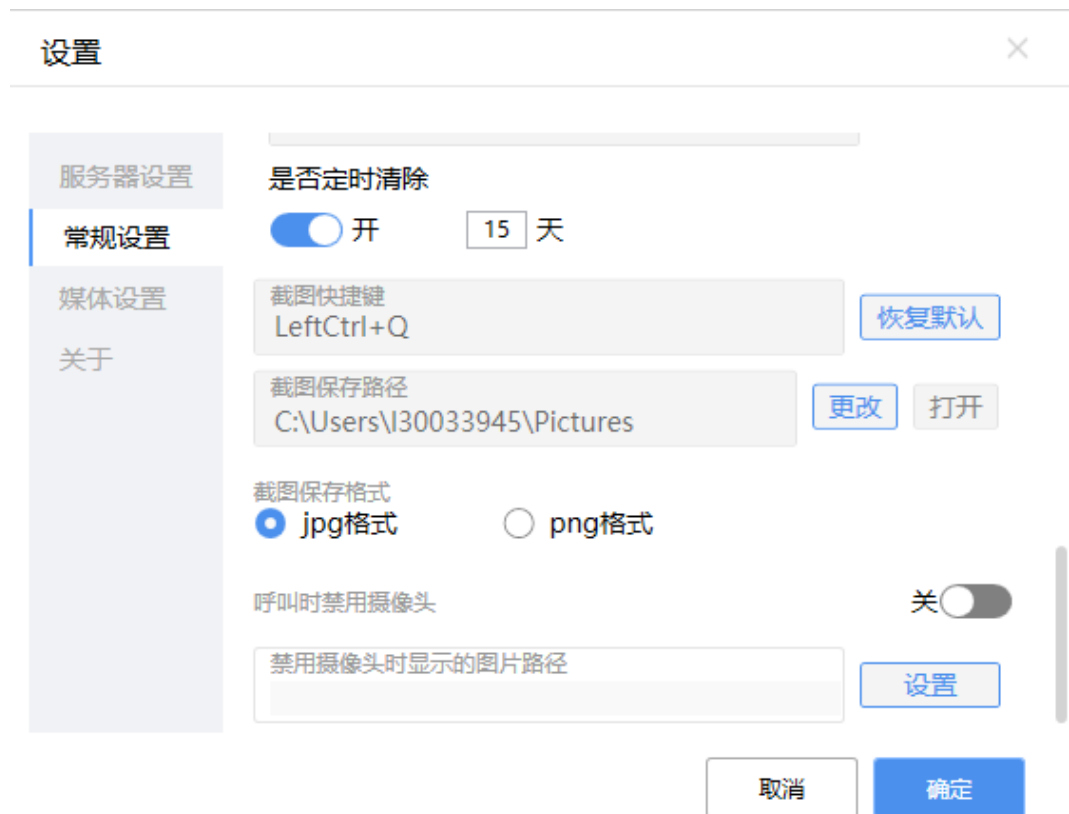 设置
服务器设置
常规设置
媒体设置
关于
是否定时清除
开 15 天
截图快捷键
LeftCtrl+Q
恢复默认
截图保存路径
C:\Users\l30033945\Pictures
更改 打开
截图保存格式
jpg格式 png格式
呼叫时禁用摄像头 关
禁用摄像头时显示的图片路径
设置
取消 确定